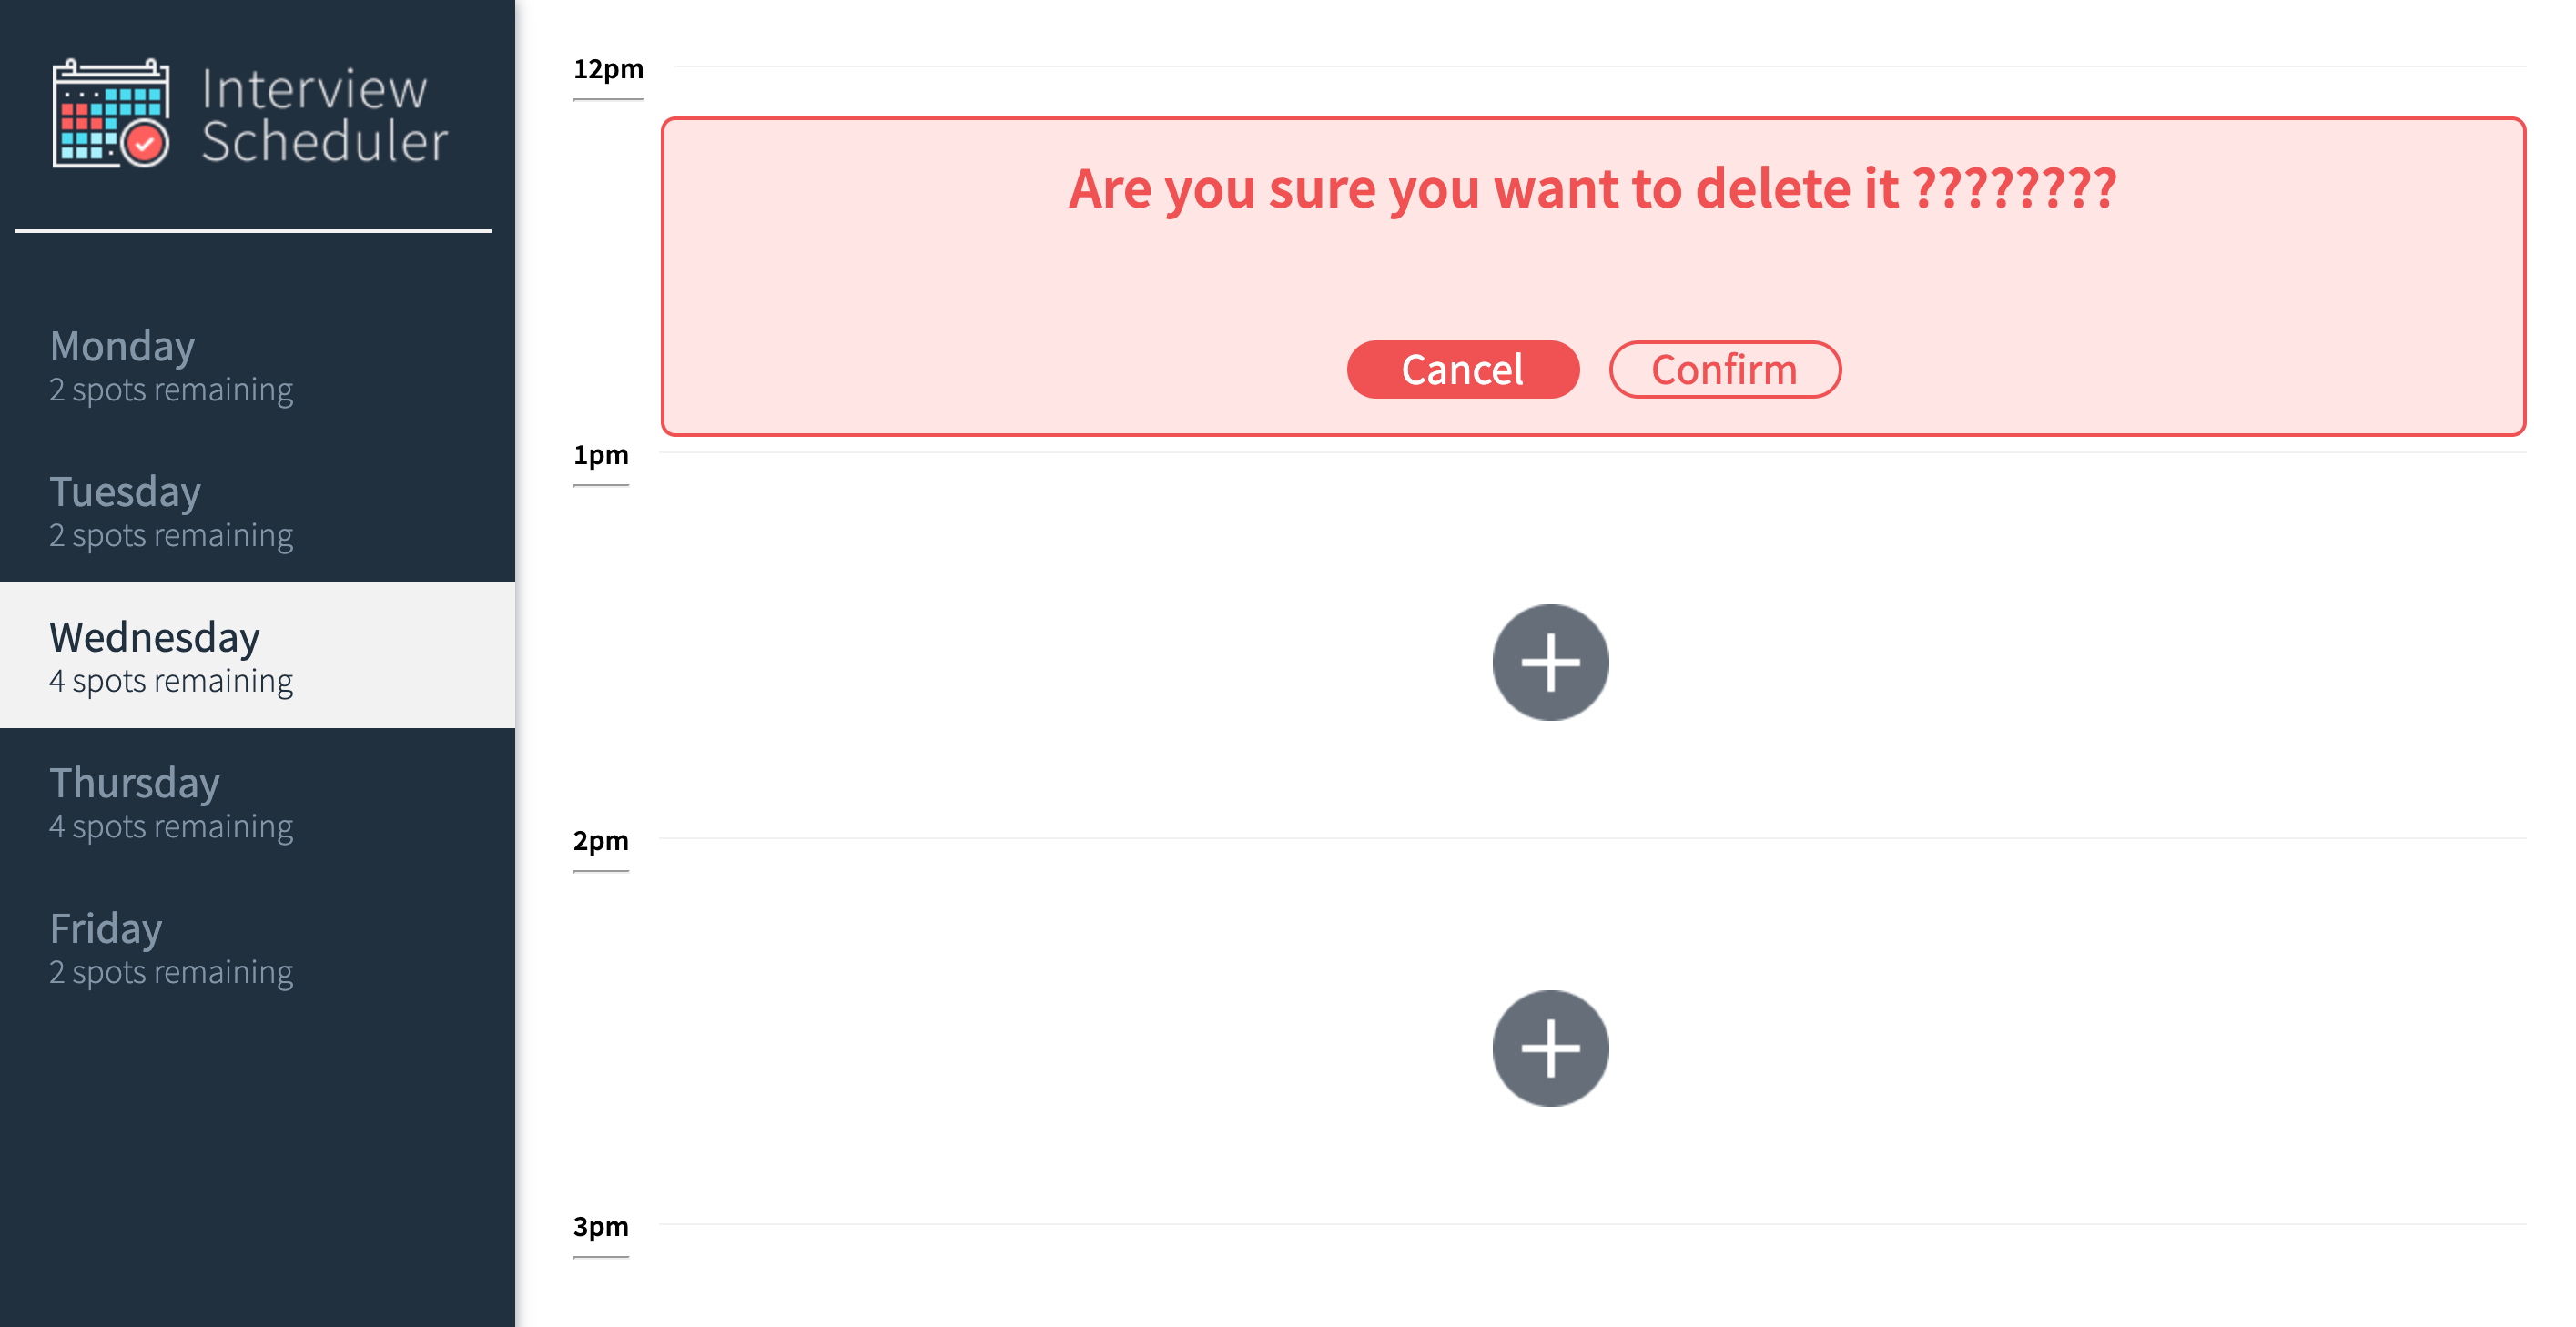 Interview
Scheduler
Monday
2 spots remaining
Tuesday
2 spots remaining
Wednesday
4 spots remaining
Thursday
4 spots remaining
Friday
2 spots remaining
12pm
Are you sure you want to delete it ????????
Cancel Confirm
1pm
2pm
3pm